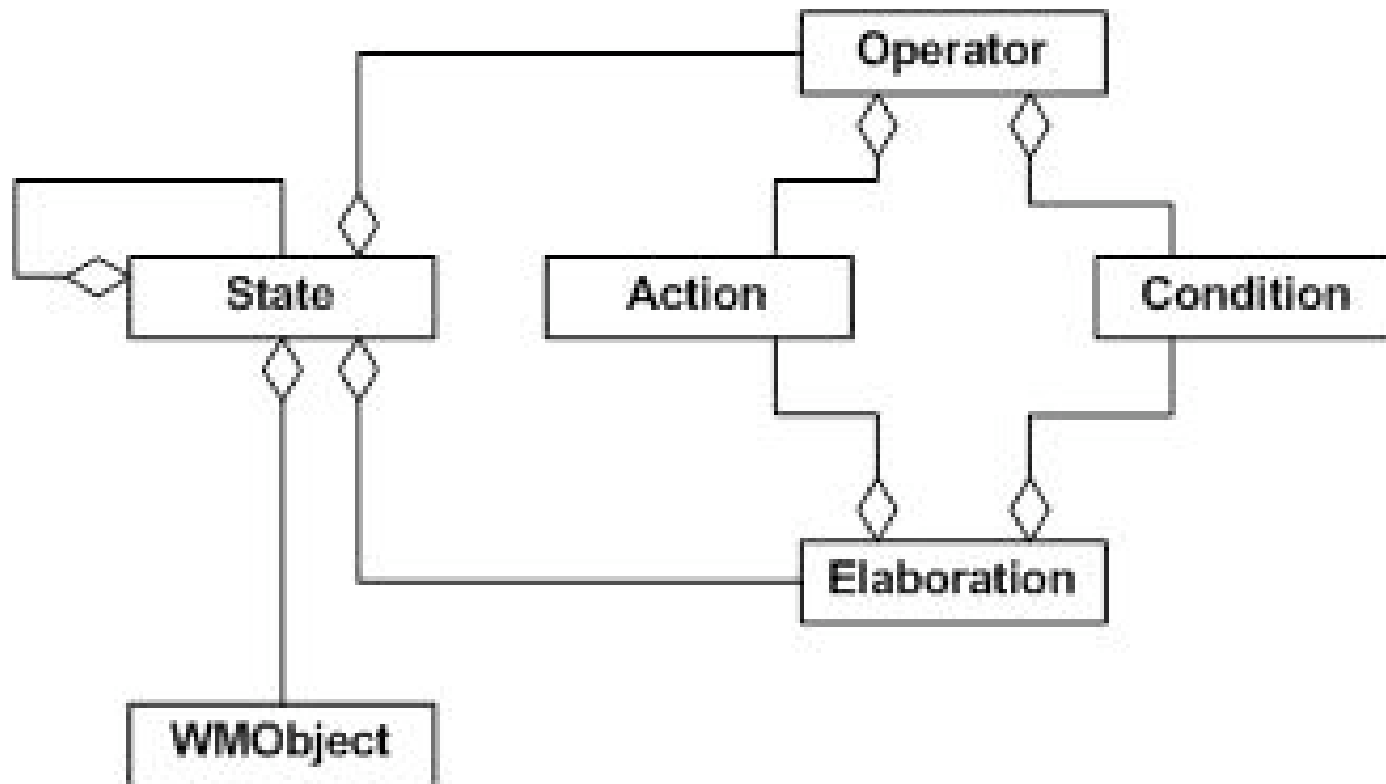 Operator
State
Action
Condition
Elaboration
WMObject